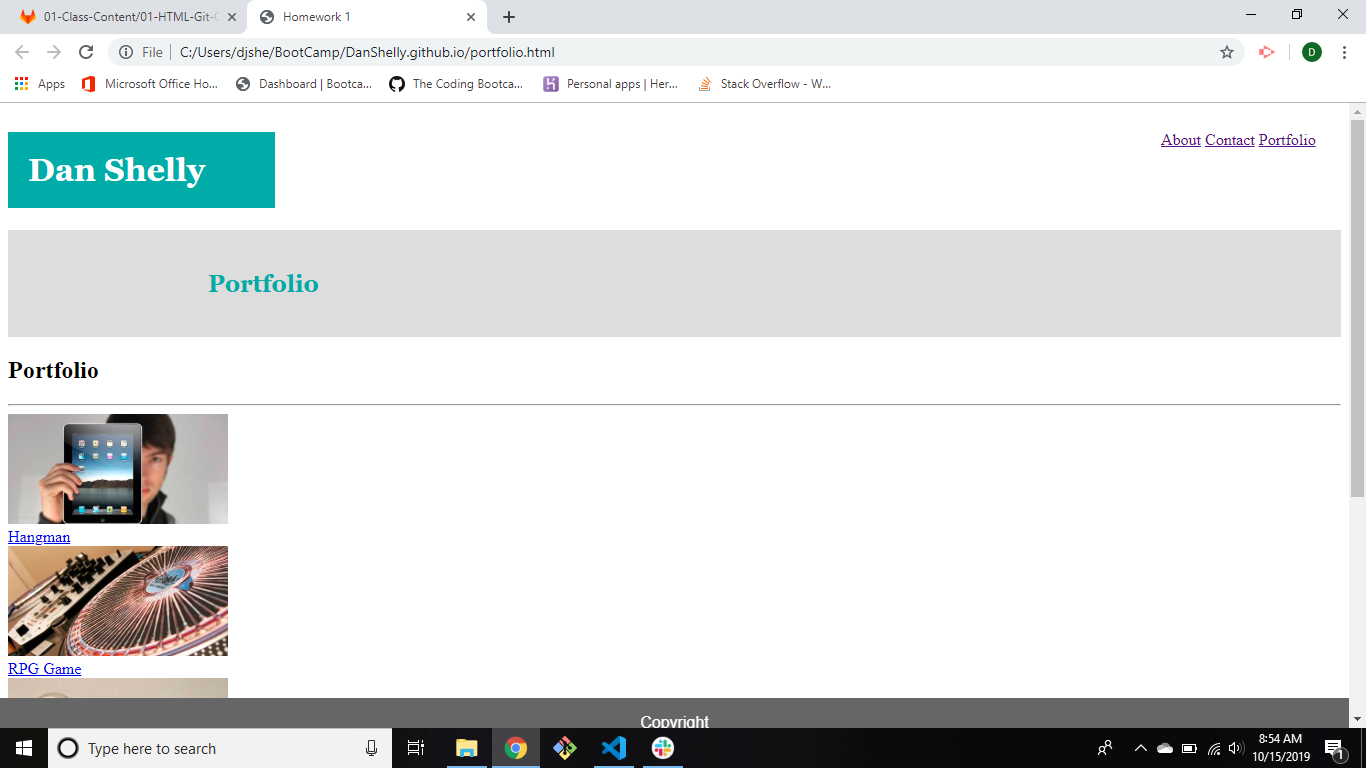 01-Class-Content/01-HTML-Git-C
Homework 1
File
C:/Users/djshe/BootCamp/DanShelly.github.io/portfolio.html
D
Apps
Microsoft Office Ho...
Dashboard | Bootca...
The Coding Bootca...
Personal apps | Her...
Stack Overflow - W...
Dan Shelly
About Contact Portfolio
Portfolio
Portfolio
Hangman
RPG Game
Copyright
Type here to search
8:54 AM
10/15/2019
1